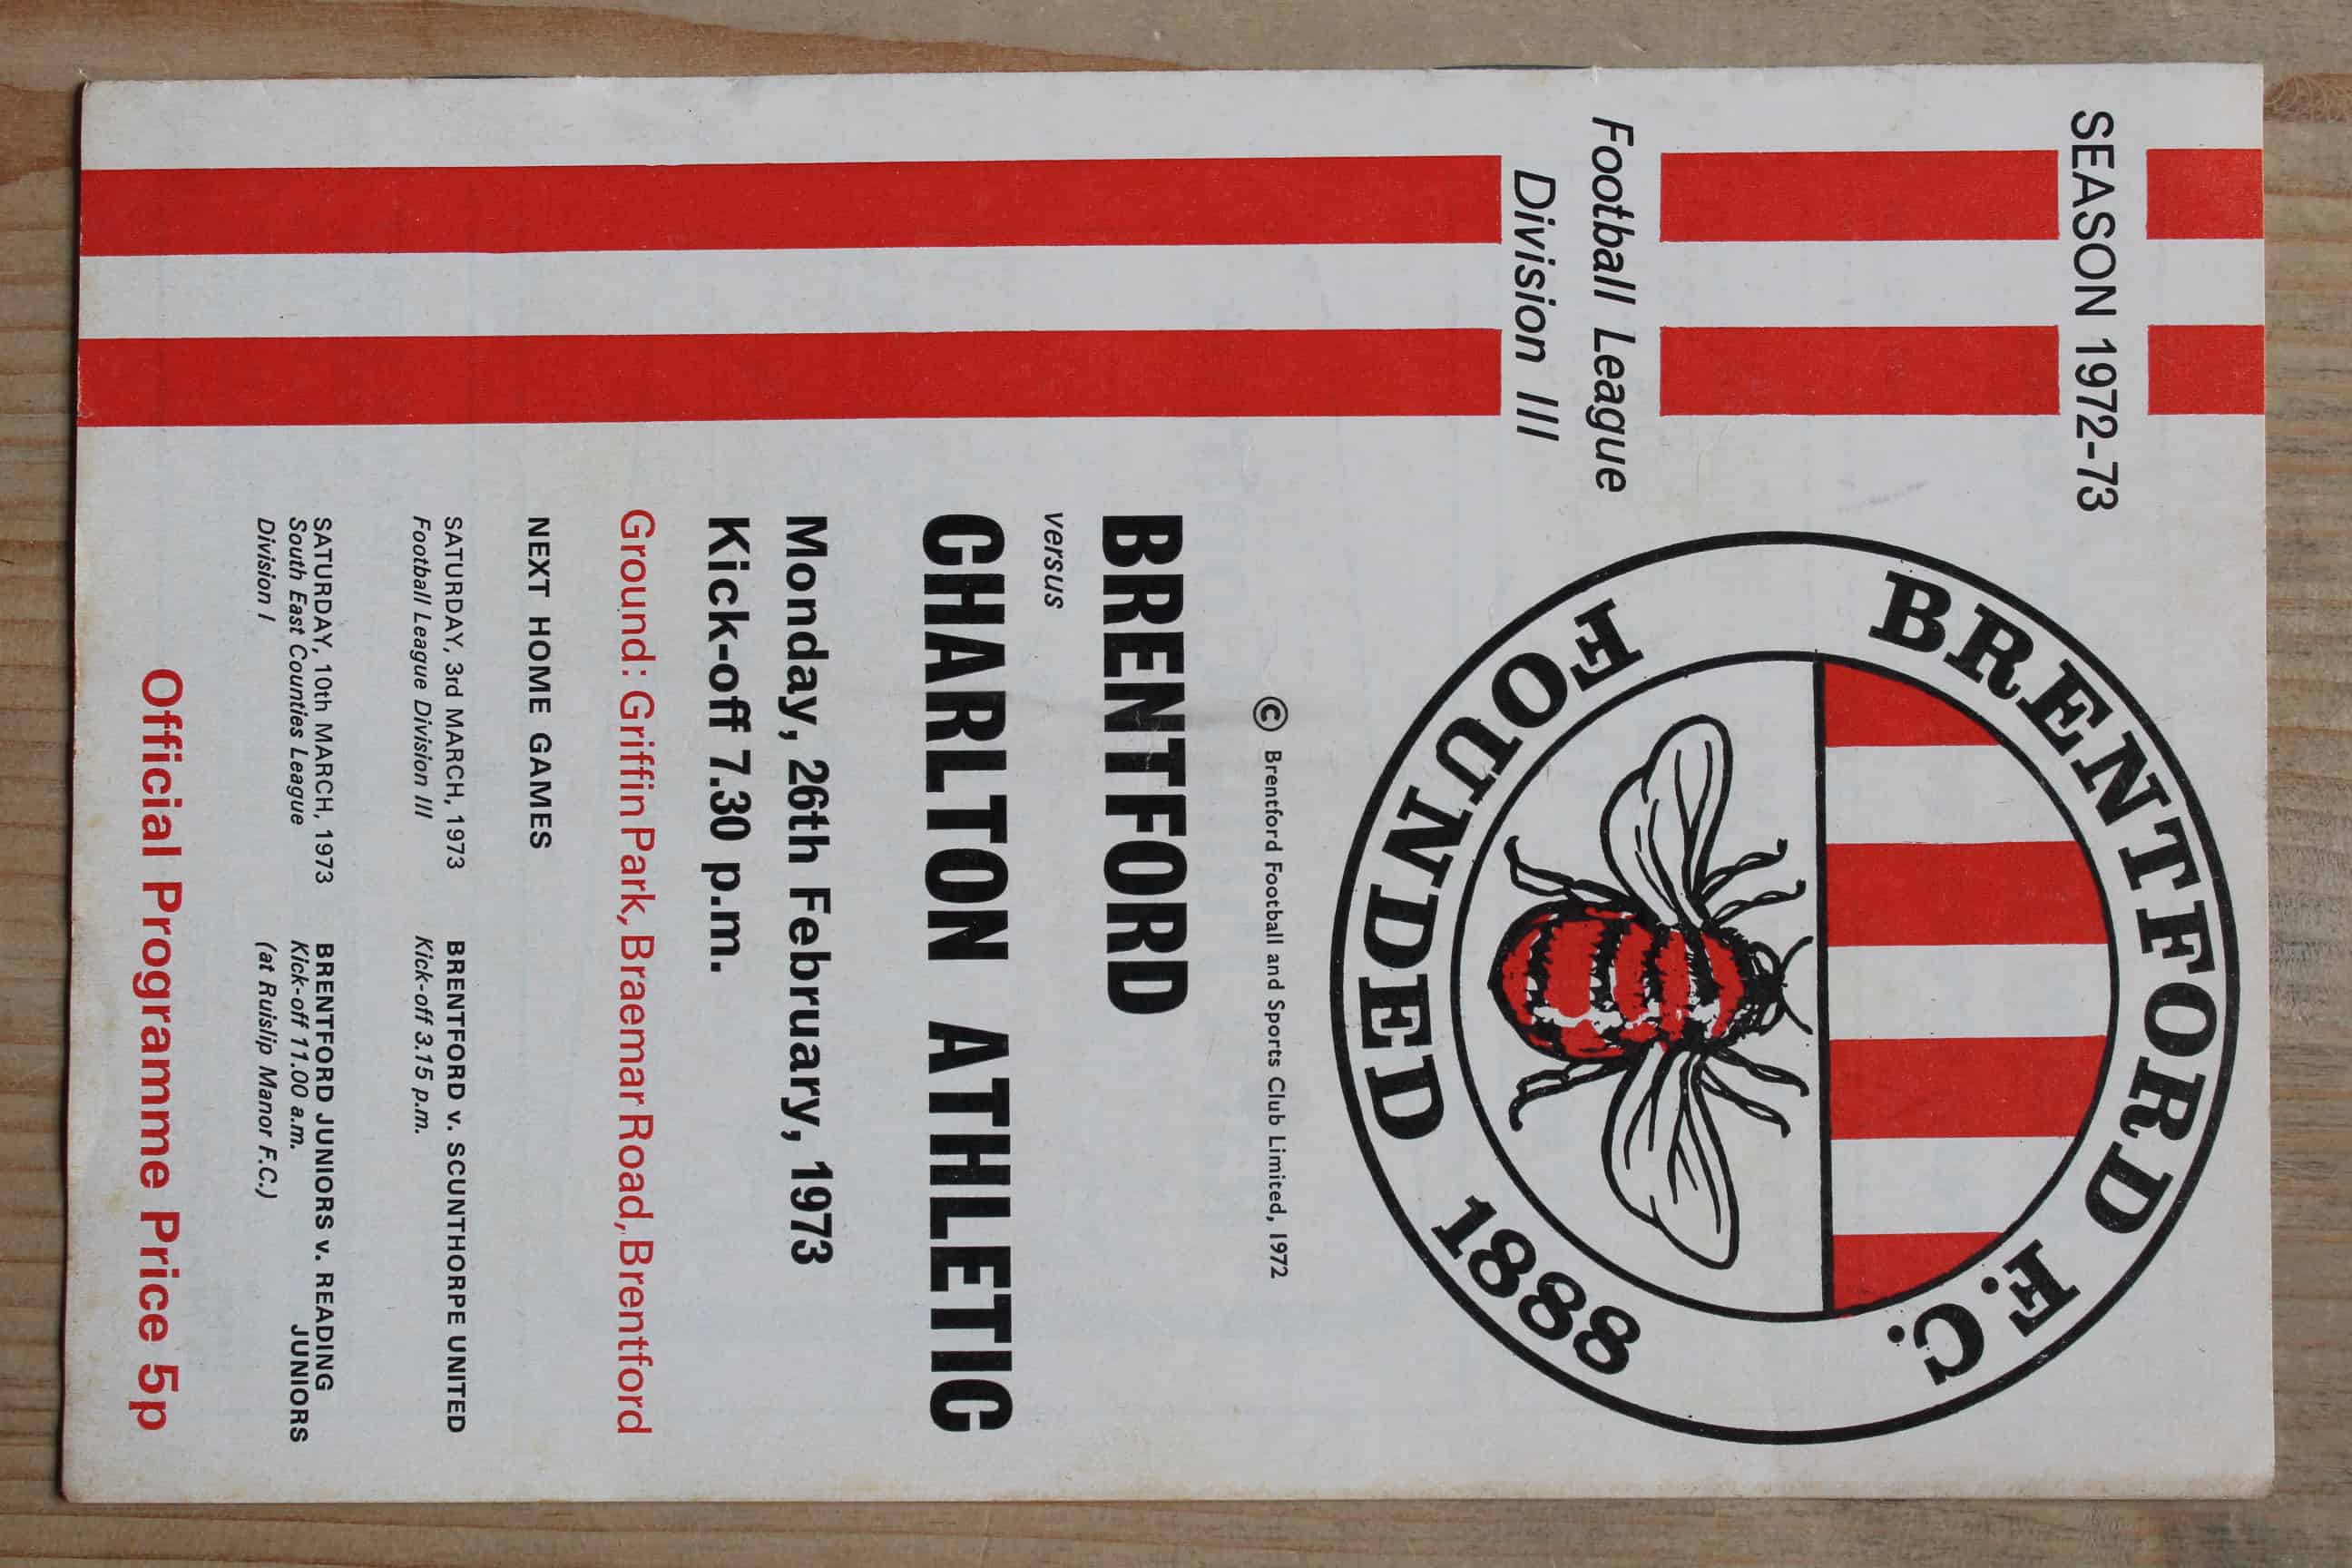 SEASON 1972-73
BRENTFORD F.C.
FOUNDED 1888
Football League
Division III
© Brentford Football and Sports Club Limited, 1972
BRENTFORD
versus
CHARLTON ATHLETIC
Monday, 26th February, 1973
Kick-off 7.30 p.m.
Ground: Griffin Park, Braemar Road, Brentford
NEXT HOME GAMES
SATURDAY, 3rd MARCH, 1973 BRENTFORD v. SCUNTHORPE UNITED
Football League Division III Kick-off 3.15 p.m.
SATURDAY, 10th MARCH, 1973 BRENTFORD JUNIORS v. READING
South East Counties League Kick-off 11.00 a.m. JUNIORS
Division I (at Ruislip Manor F.C.)
Official Programme Price 5p